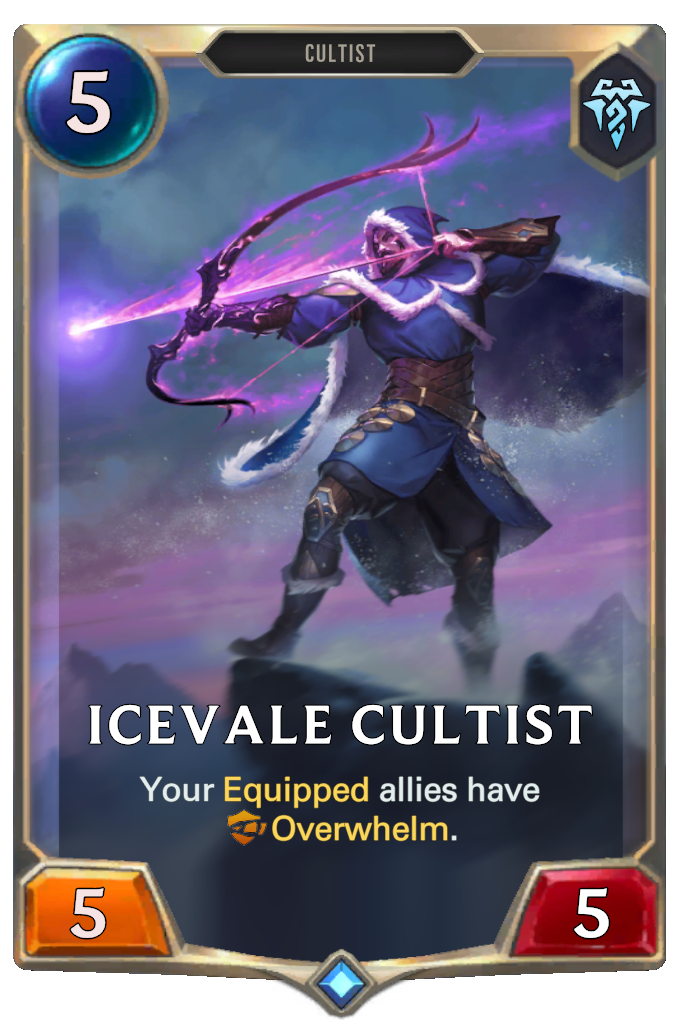 CULTIST
5
ICEVALE CULTIST
Your Equipped allies have
Overwhelm.
5
5